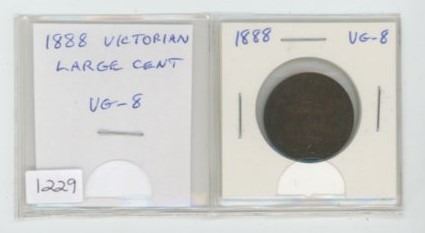 1888 VICTORIAN
LARGE CENT
VG-8
1229
1888 VG-8